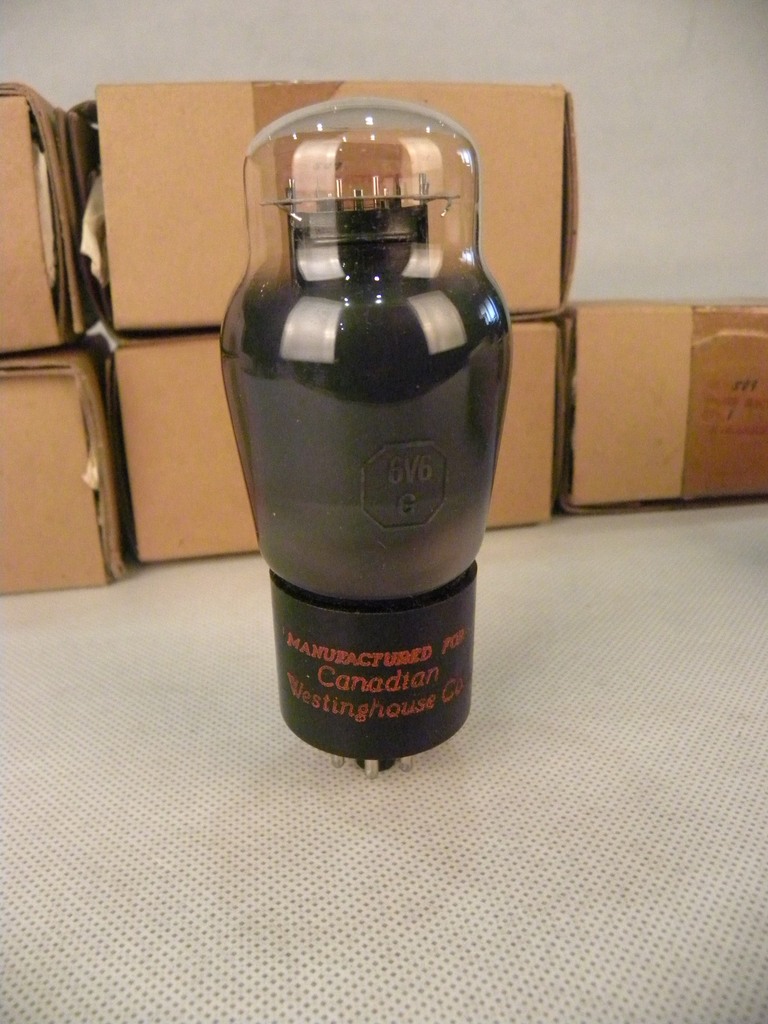 6V6
G
MANUFACTURED FOR
Canadian
Westinghouse Co.